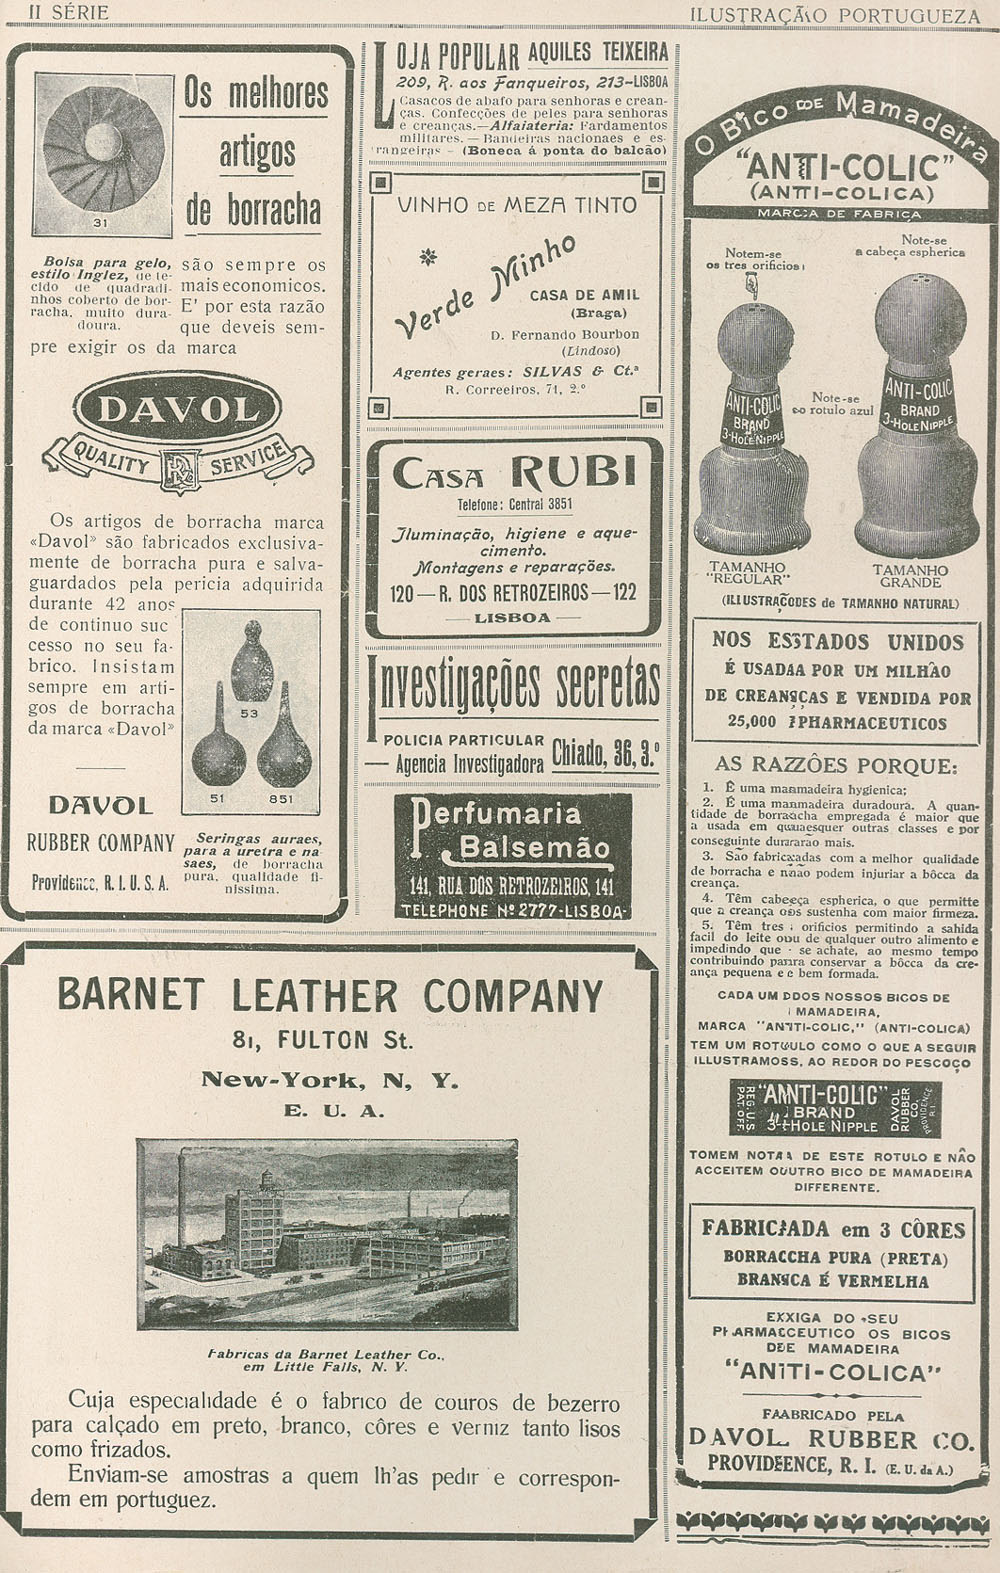 II SÉRIE
ILUSTRAÇÃO PORTUGUEZA
Os melhores
artigos
de borracha
31
Bolsa para gelo,
estilo Inglez, de te-
cido de quadradi-
nhos coberto de bor-
racha, muito dura-
doura.
são sempre os
mais economicos.
E' por esta razão
que deveis sem-
pre exigir os da marca
DAVOL
QUALITY SERVICE
Os artigos de borracha marca
«Davol» são fabricados exclusiva-
mente de borracha pura e salva-
guardados pela pericia adquirida
durante 42 anos
de continuo suc
cesso no seu fa-
brico. Insistam
sempre em arti-
gos de borracha
da marca «Davol»
53
51
851
DAVOL
RUBBER COMPANY
Providence, R. I. U. S. A.
Seringas auraes,
para a uretra e na
saes, de borracha
pura, qualidade fi-
nissima.
LOJA POPULAR AQUILES TEIXEIRA
209, R. aos Fanqueiros, 213-LISBOA
Casacos de abafo para senhoras e crean-
ças. Confecções de peles para senhoras
e creanças.—Alfaiateria: Fardamentos
militares. — Bandeiras nacionaes e es-
trangeiras - (Boneca á ponta do balcão)
VINHO DE MEZA TINTO
Verde Minho
CASA DE AMIL
(Braga)
D. Fernando Bourbon
(Lindoso)
Agentes geraes: SILVAS & Ct.ª
R. Correeiros, 71, 2.º
CASA RUBI
Telefone: Central 3851
Iluminação, higiene e aque-
cimento.
Montagens e reparações.
120—R. DOS RETROZEIROS—122
— LISBOA —
Investigações secretas
POLICIA PARTICULAR
— Agencia Investigadora
Chiado, 36, 3.º
Perfumaria
Balsemão
141, RUA DOS RETROZEIROS, 141
TELEPHONE Nº 2777-LISBOA-
BARNET LEATHER COMPANY
81, FULTON St.
New-York, N, Y.
E. U. A.
Fabricas da Barnet Leather Co.,
em Little Falls, N. Y.
Cuja especialidade é o fabrico de couros de bezerro
para calçado em preto, branco, côres e verniz tanto lisos
como frizados.
Enviam-se amostras a quem lh'as pedir e correspon-
dem em portuguez.
O Bico DE Mamadeira
"ANTI-COLIC"
(ANTI-COLICA)
MARCA DE FABRICA
Notem-se
os tres orificios
Note-se
a cabeça espherica
Note-se
o rotulo azul
ANTI-COLIC
BRAND
3-HOLE NIPPLE
ANTI-COLIC
BRAND
3-HOLE NIPPLE
TAMANHO
"REGULAR"
TAMANHO
GRANDE
(ILLUSTRAÇÕES de TAMANHO NATURAL)
NOS ESTADOS UNIDOS
É USADA POR UM MILHÃO
DE CREANÇAS E VENDIDA POR
25,000 PHARMACEUTICOS
AS RAZÕES PORQUE:
1. É uma mamadeira hygienica;
2. É uma mamadeira duradoura. A quan-
tidade de borracha empregada é maior que
a usada em quaesquer outras classes e por
conseguinte durarão mais.
3. São fabricadas com a melhor qualidade
de borracha e não podem injuriar a bôcca da
creança.
4. Têm cabeça espherica, o que permitte
que a creança os sustenha com maior firmeza.
5. Têm tres orificios permitindo a sahida
facil do leite ou de qualquer outro alimento e
impedindo que se achate, ao mesmo tempo
contribuindo para conservar a bôcca da cre-
ança pequena e bem formada.
CADA UM DOS NOSSOS BICOS DE
MAMADEIRA,
MARCA "ANTI-COLIC," (ANTI-COLICA)
TEM UM ROTULO COMO O QUE A SEGUIR
ILLUSTRAMOS, AO REDOR DO PESCOÇO
REG. U.S. PAT. OFF.
"ANTI-COLIC"
BRAND
3-HOLE NIPPLE
DAVOL RUBBER CO. PROVIDENCE R.I.
TOMEM NOTA DE ESTE ROTULO E NÃO
ACCEITEM OUTRO BICO DE MAMADEIRA
DIFFERENTE.
FABRICADA em 3 CÔRES
BORRACHA PURA (PRETA)
BRANCA É VERMELHA
EXIGA DO SEU
PHARMACEUTICO OS BICOS
DE MAMADEIRA
"ANTI-COLICA"
FABRICADO PELA
DAVOL RUBBER CO.
PROVIDENCE, R. I. (E. U. da A.)